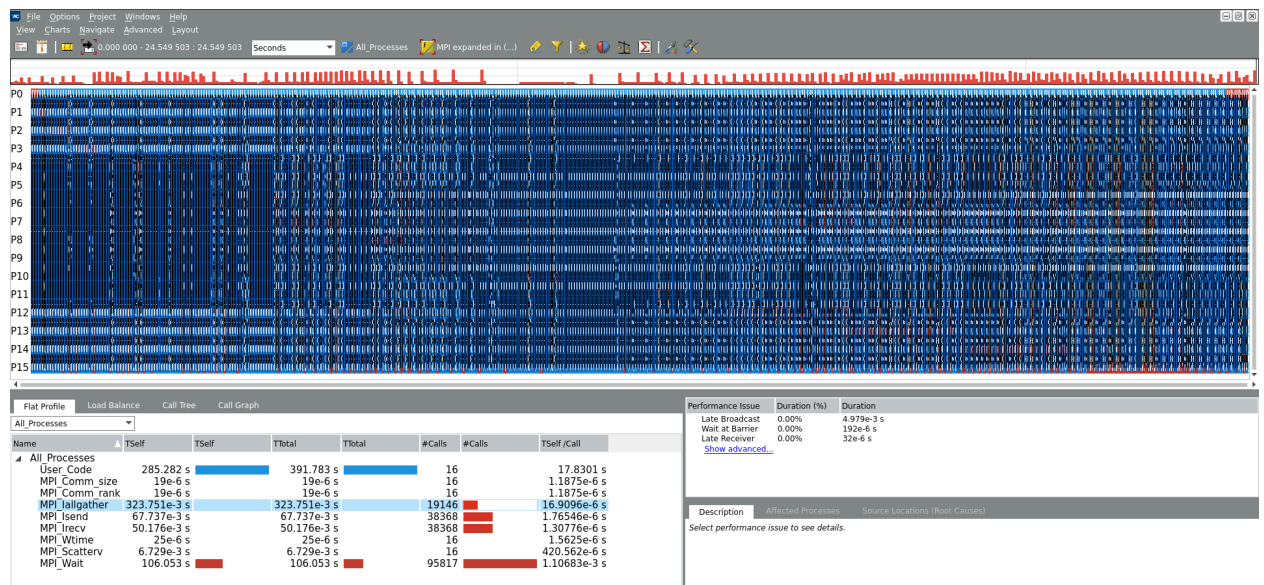 File Options Project Windows Help
View Charts Navigate Advanced Layout
0.000 000 - 24.549 503 : 24.549 503 Seconds All_Processes MPI expanded in (...)
P0
P1
P2
P3
P4
P5
P6
P7
P8
P9
P10
P11
P12
P13
P14
P15
Flat Profile Load Balance Call Tree Call Graph
All_Processes
Name TSelf TSelf TTotal TTotal #Calls #Calls TSelf /Call
All_Processes
User_Code 285.282 s 391.783 s 16 17.8301 s
MPI_Comm_size 19e-6 s 19e-6 s 16 1.1875e-6 s
MPI_Comm_rank 19e-6 s 19e-6 s 16 1.1875e-6 s
MPI_Iallgather 323.751e-3 s 323.751e-3 s 19146 16.9096e-6 s
MPI_Isend 67.737e-3 s 67.737e-3 s 38368 1.76546e-6 s
MPI_Irecv 50.176e-3 s 50.176e-3 s 38368 1.30776e-6 s
MPI_Wtime 25e-6 s 25e-6 s 16 1.5625e-6 s
MPI_Scatterv 6.729e-3 s 6.729e-3 s 16 420.562e-6 s
MPI_Wait 106.053 s 106.053 s 95817 1.10683e-3 s
Performance Issue Duration (%) Duration
Late Broadcast 0.00% 4.979e-3 s
Wait at Barrier 0.00% 192e-6 s
Late Receiver 0.00% 32e-6 s
Show advanced...
Description Affected Processes Source Locations (Root Causes)
Select performance issue to see details.